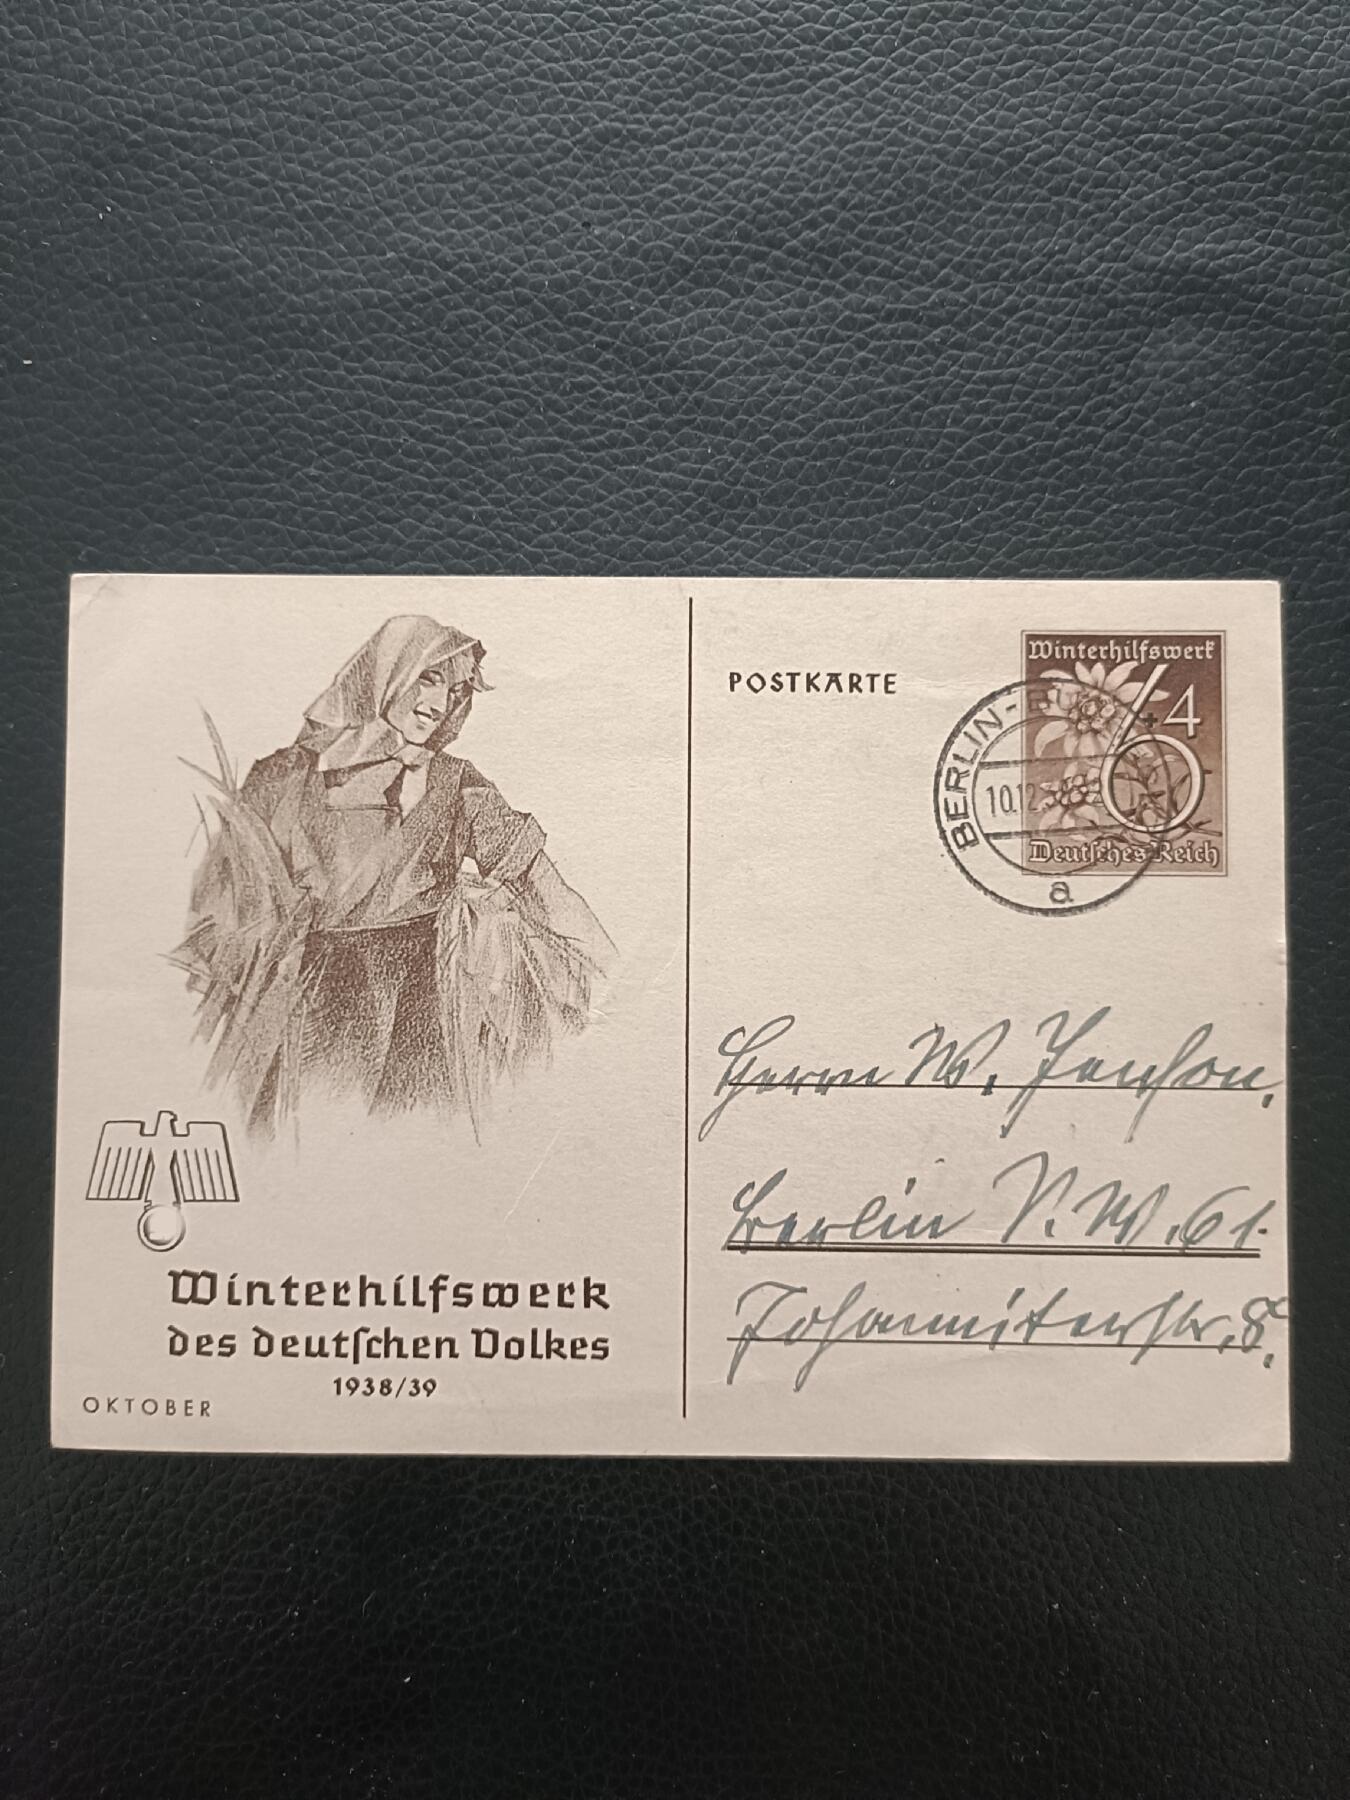 POSTKARTE
Winterhilfswerk
6+4
Deutsches Reich
BERLIN-
10.12.
a
Herrn W. Jenson,
Berlin S.W. 61.
Johanniterstr. 8
Winterhilfswerk
des deutſchen Volkes
1938/39
OKTOBER